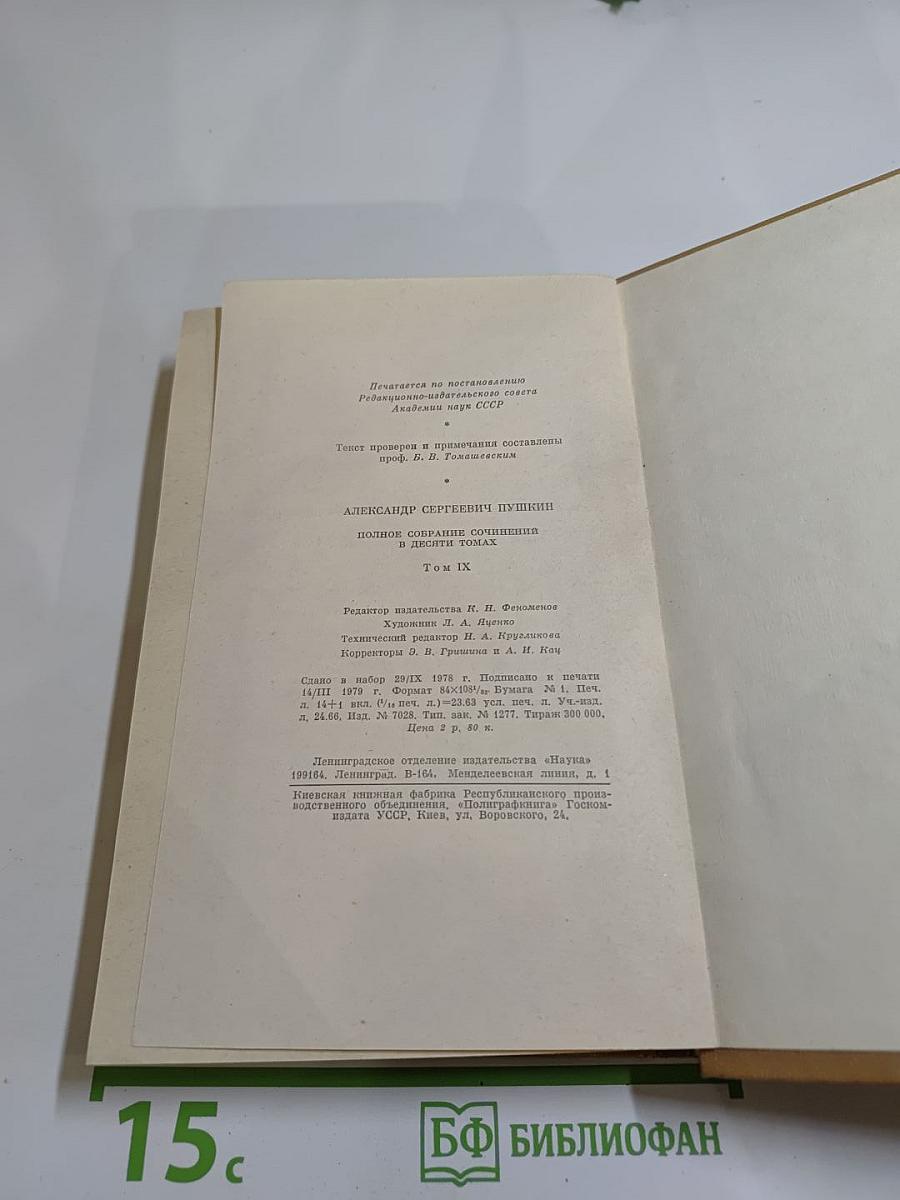 Печатается по постановлению
Редакционно-издательского совета
Академии наук СССР
*
Текст проверен и примечания составлены
проф. Б. В. Томашевским
*
АЛЕКСАНДР СЕРГЕЕВИЧ ПУШКИН
ПОЛНОЕ СОБРАНИЕ СОЧИНЕНИЙ
В ДЕСЯТИ ТОМАХ
Том IX
Редактор издательства К. Н. Феноменов
Художник Л. А. Яценко
Технический редактор Н. А. Кругликова
Корректоры Э. В. Гришина и А. И. Кац
Сдано в набор 29/IX 1978 г. Подписано к печати
14/III 1979 г. Формат 84×108¹/₃₂. Бумага № 1. Печ.
л. 14+1 вкл. (¹/₁₆ печ. л.)=23.63 усл. печ. л. Уч.-изд.
л. 24.66. Изд. № 7028. Тип. зак. № 1277. Тираж 300 000.
Цена 2 р. 80 к.
Ленинградское отделение издательства «Наука»
199164. Ленинград. В-164. Менделеевская линия, д. 1
Киевская книжная фабрика Республиканского произ-
водственного объединения. «Полиграфкнига» Госком-
издата УССР, Киев, ул. Воровского, 24.
15 с
БФ БИБЛИОФАН